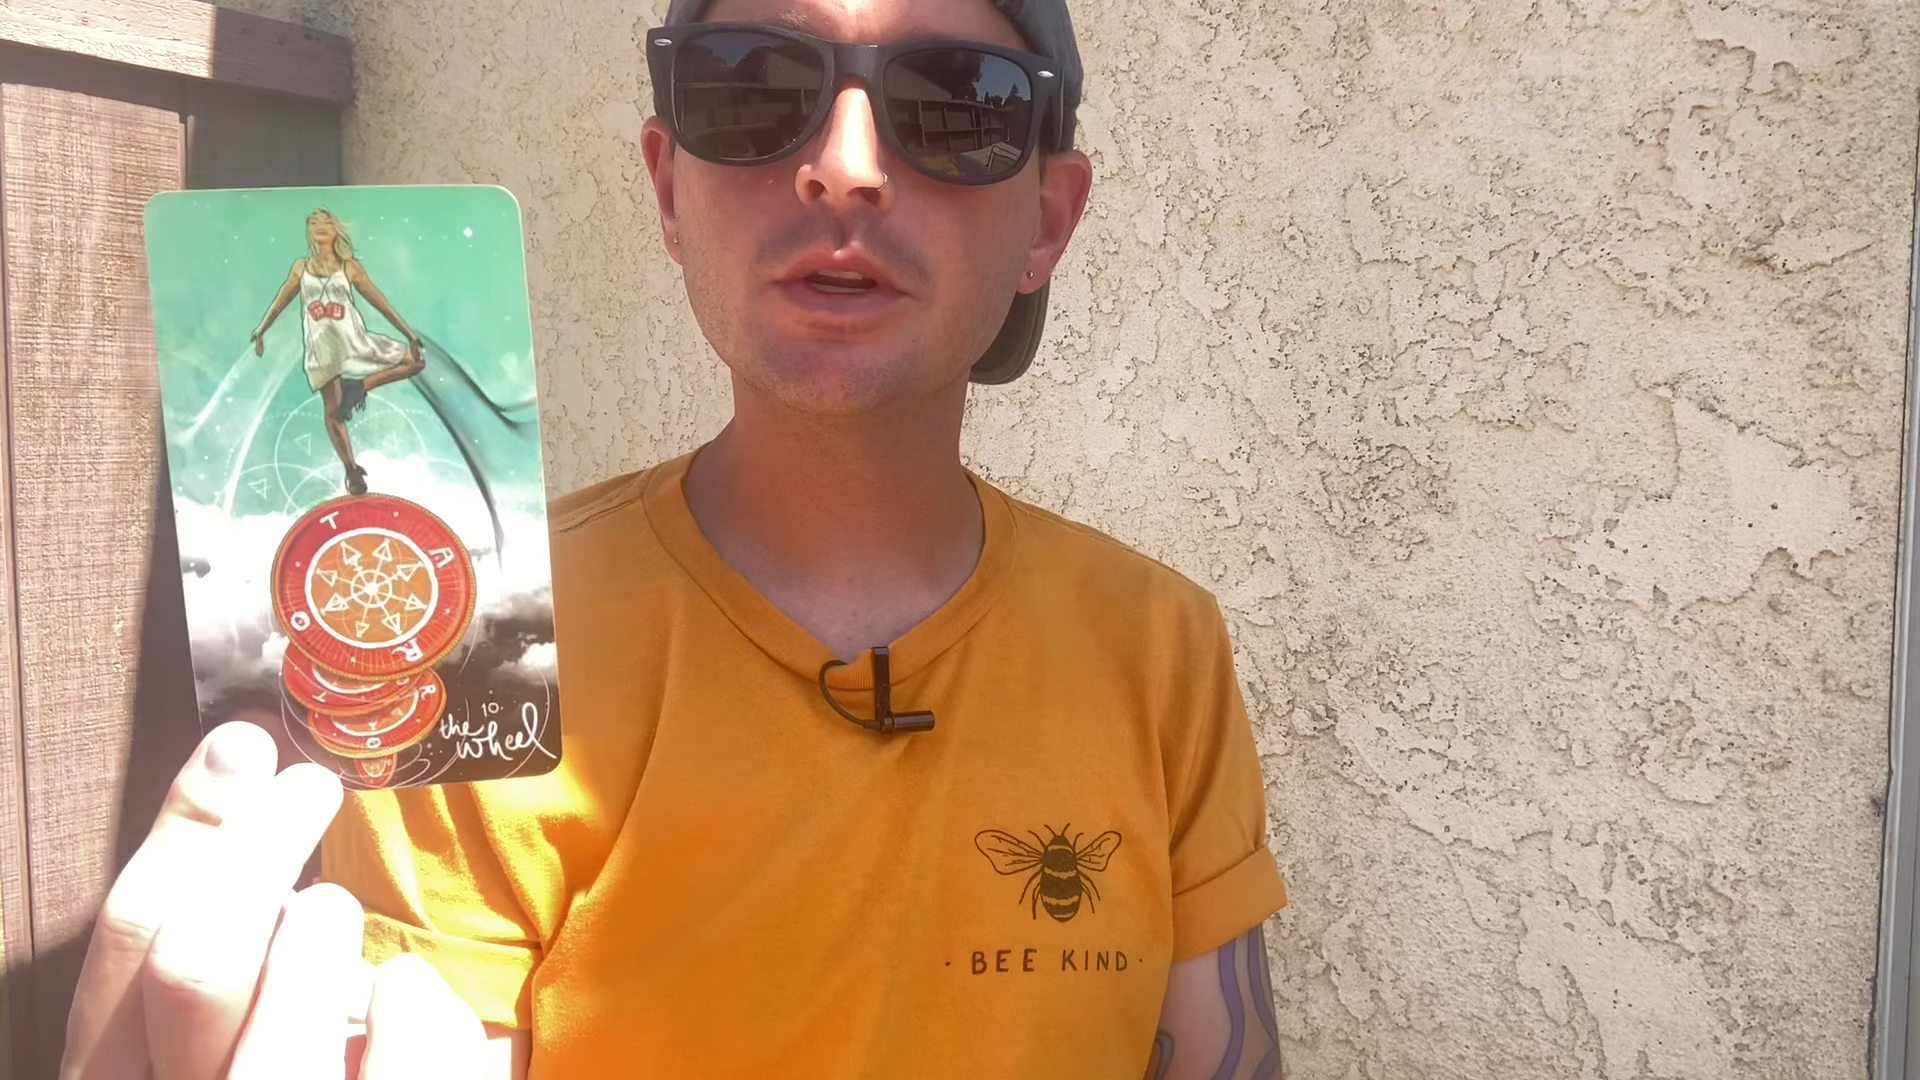 T
A
O
R
T
R
O
10.
the
wheel
· BEE KIND ·